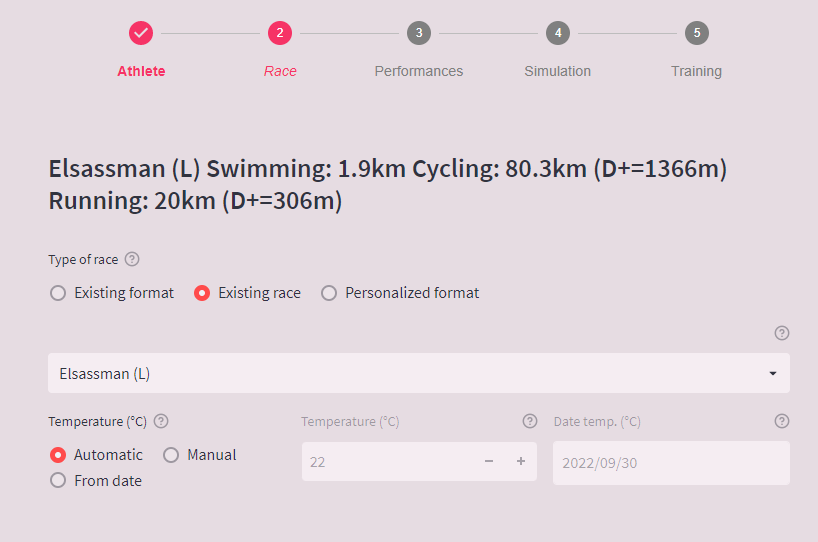 2 3 4 5
Athlete Race Performances Simulation Training
Elsassman (L) Swimming: 1.9km Cycling: 80.3km (D+=1366m)
Running: 20km (D+=306m)
Type of race ?
Existing format Existing race Personalized format
?
Elsassman (L)
Temperature (°C) ? Temperature (°C) ? Date temp. (°C) ?
Automatic Manual
22 − + 2022/09/30
From date